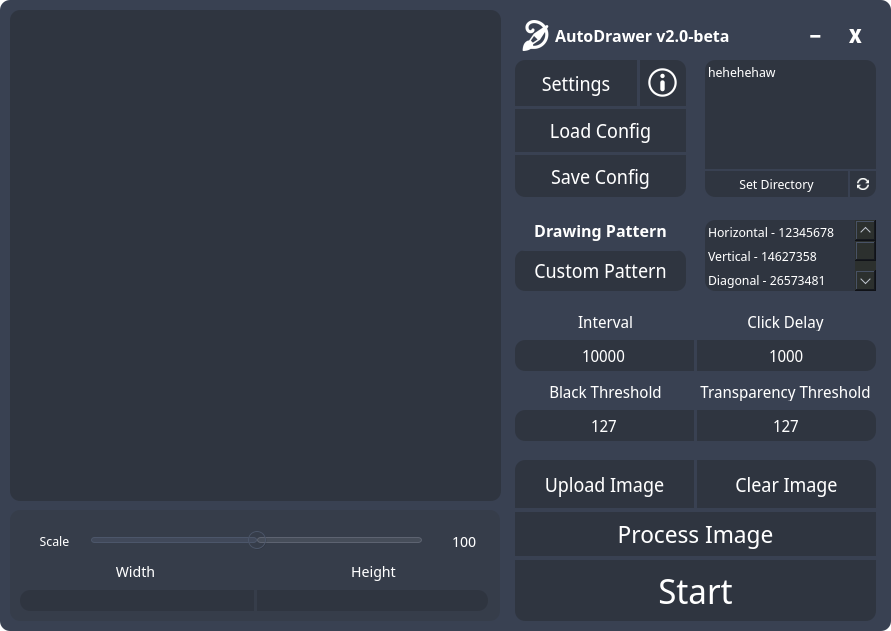 AutoDrawer v2.0-beta
Settings
hehehehaw
Load Config
Save Config
Set Directory
Drawing Pattern
Custom Pattern
Horizontal - 12345678
Vertical - 14627358
Diagonal - 26573481
Interval
Click Delay
10000
1000
Black Threshold
Transparency Threshold
127
127
Upload Image
Clear Image
Process Image
Start
Scale
100
Width
Height